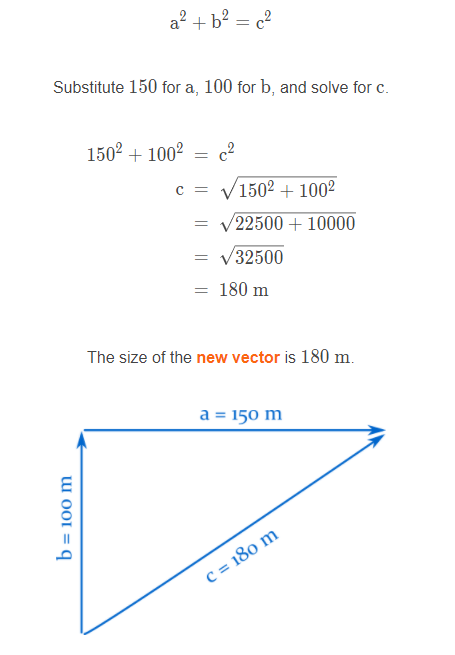 a² + b² = c²
Substitute 150 for a, 100 for b, and solve for c.
150² + 100² = c²
c = √150² + 100²
= √22500 + 10000
= √32500
= 180 m
The size of the new vector is 180 m.
a = 150 m
b = 100 m
c = 180 m